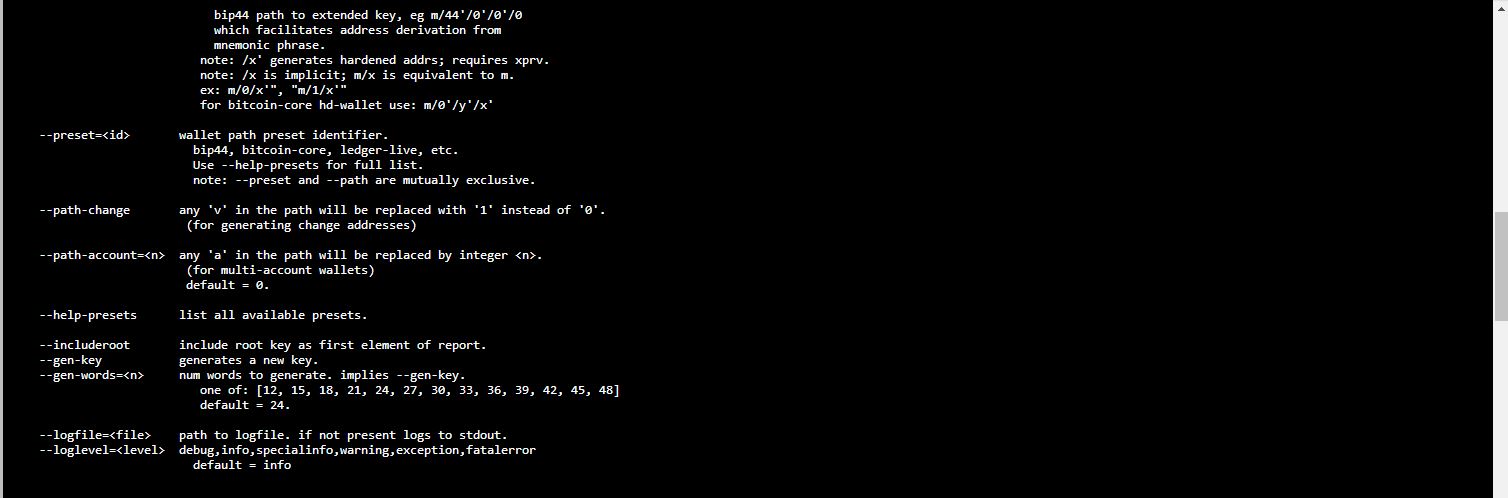 bip44 path to extended key, eg m/44'/0'/0'/0
which facilitates address derivation from
mnemonic phrase.
note: /x' generates hardened addrs; requires xprv.
note: /x is implicit; m/x is equivalent to m.
ex: m/0/x'", "m/1/x'"
for bitcoin-core hd-wallet use: m/0'/y'/x'
--preset=<id> wallet path preset identifier.
bip44, bitcoin-core, ledger-live, etc.
Use --help-presets for full list.
note: --preset and --path are mutually exclusive.
--path-change any 'v' in the path will be replaced with '1' instead of '0'.
(for generating change addresses)
--path-account=<n> any 'a' in the path will be replaced by integer <n>.
(for multi-account wallets)
default = 0.
--help-presets list all available presets.
--includeroot include root key as first element of report.
--gen-key generates a new key.
--gen-words=<n> num words to generate. implies --gen-key.
one of: [12, 15, 18, 21, 24, 27, 30, 33, 36, 39, 42, 45, 48]
default = 24.
--logfile=<file> path to logfile. if not present logs to stdout.
--loglevel=<level> debug,info,specialinfo,warning,exception,fatalerror
default = info